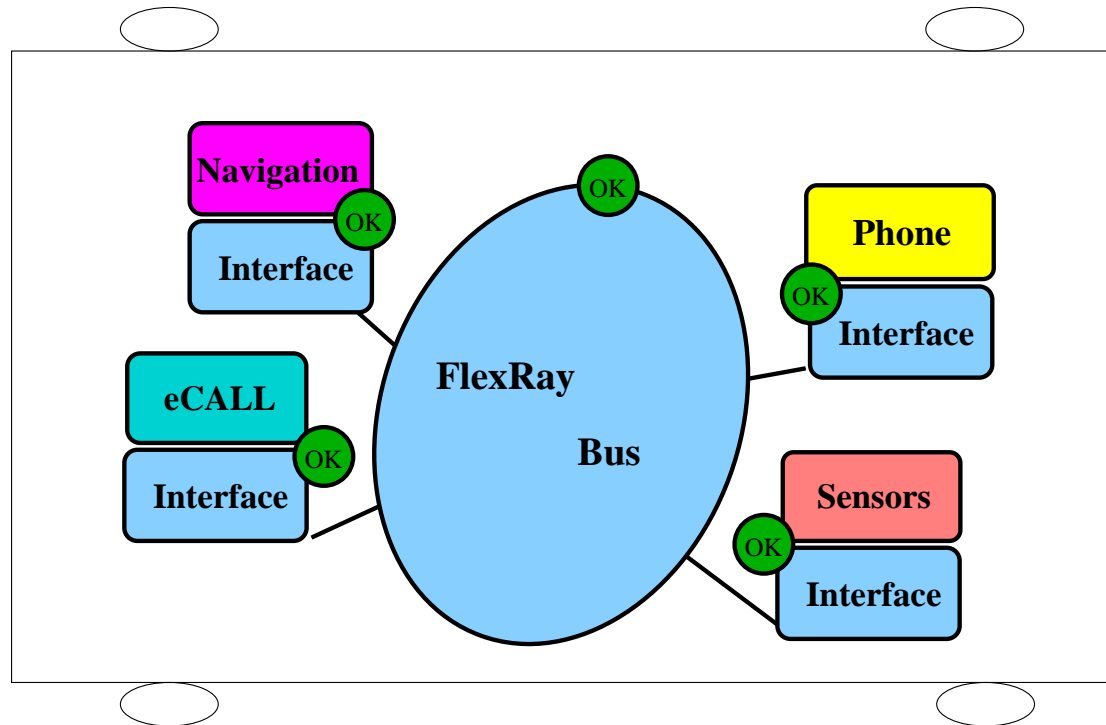 OK
Navigation
OK
Interface
Phone
OK
Interface
eCALL
OK
Interface
FlexRay
Bus
Sensors
OK
Interface